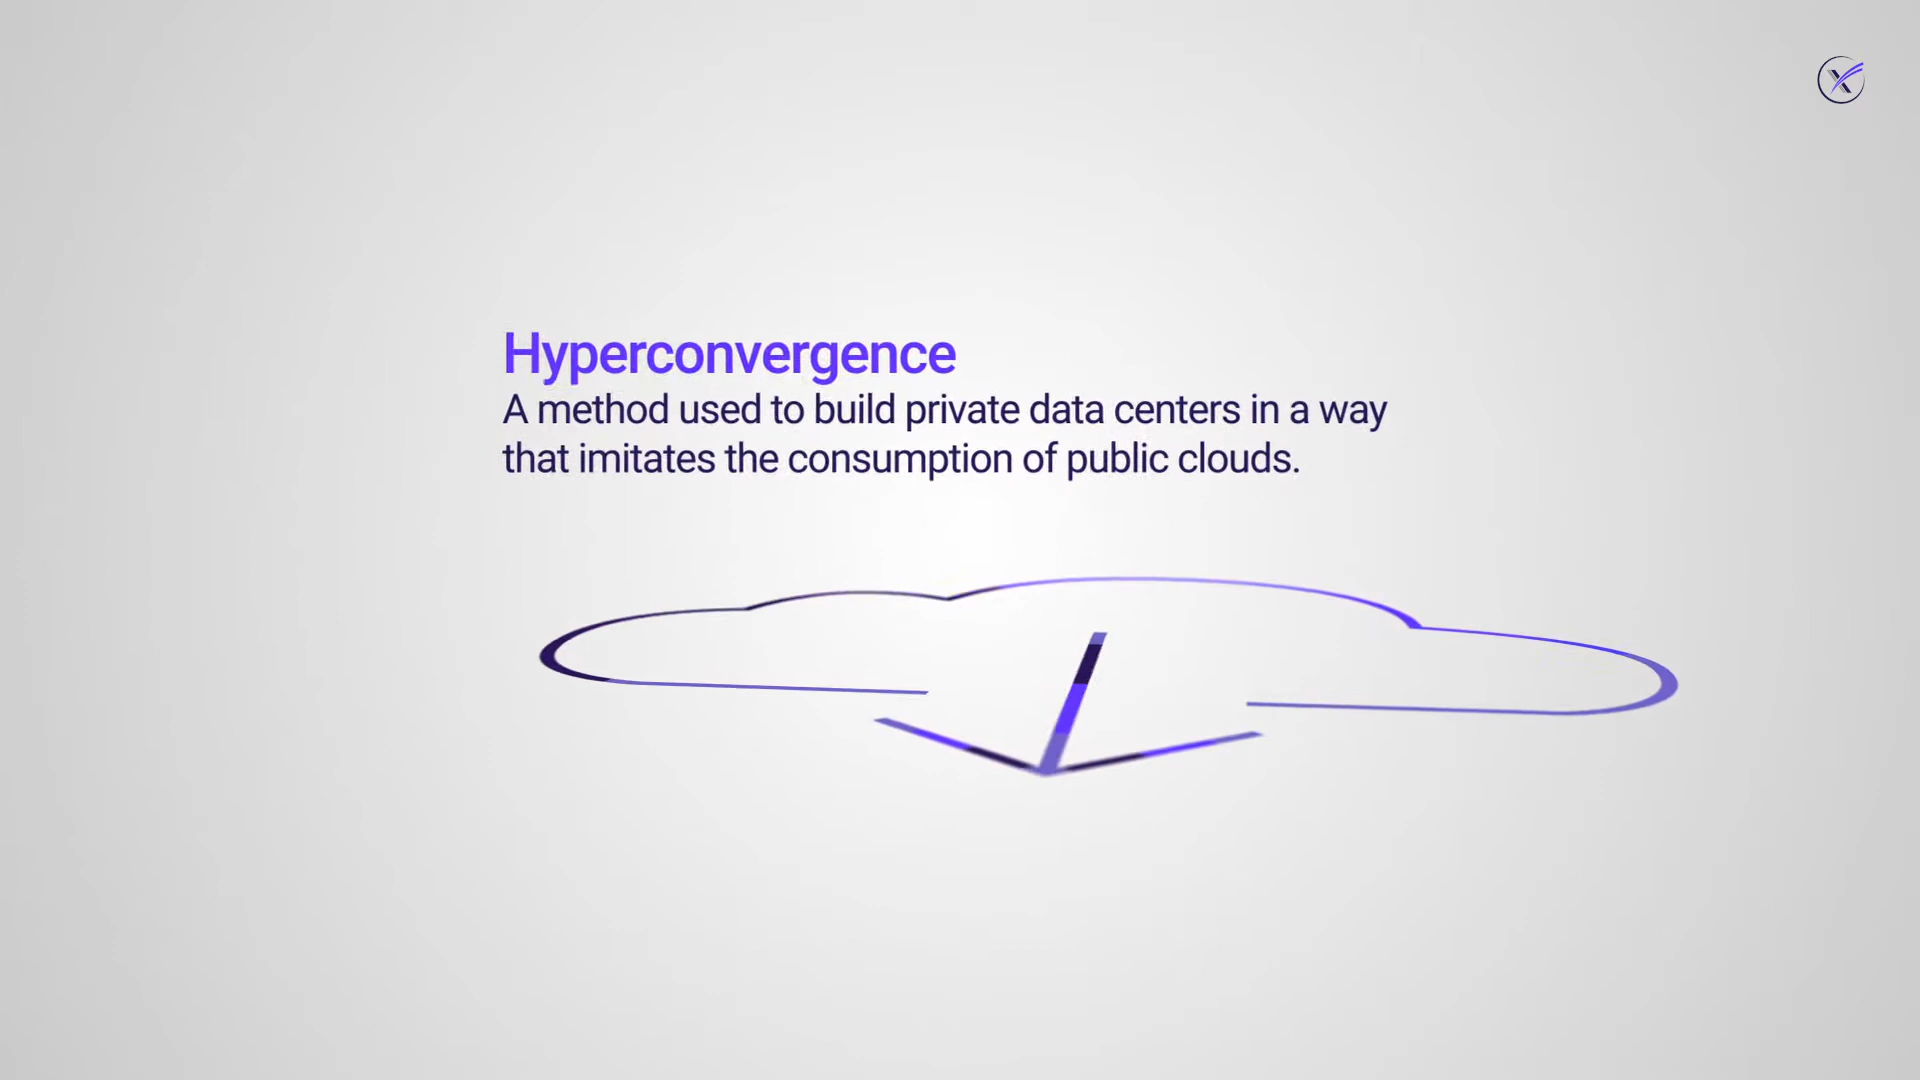 Hyperconvergence
A method used to build private data centers in a way
that imitates the consumption of public clouds.